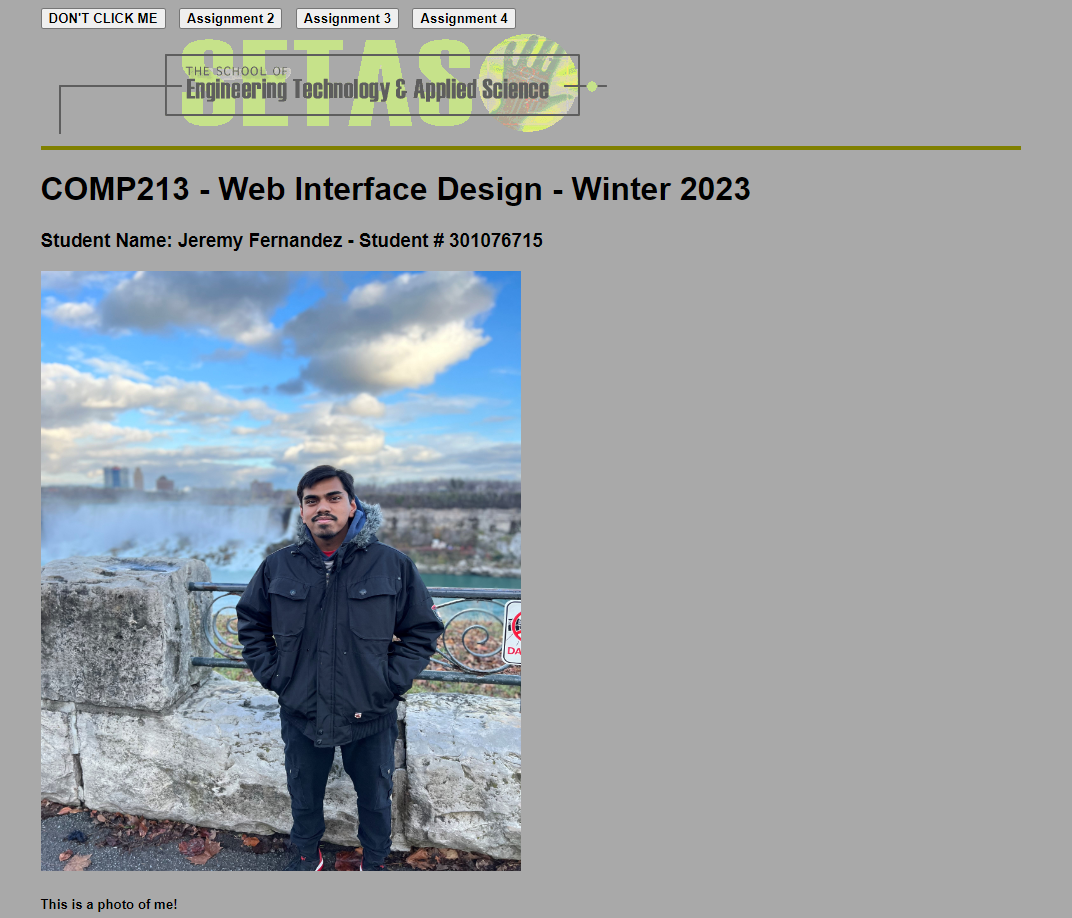 DON'T CLICK ME Assignment 2 Assignment 3 Assignment 4
SETAS
THE SCHOOL OF
Engineering Technology & Applied Science
COMP213 - Web Interface Design - Winter 2023
Student Name: Jeremy Fernandez - Student # 301076715
DA
This is a photo of me!